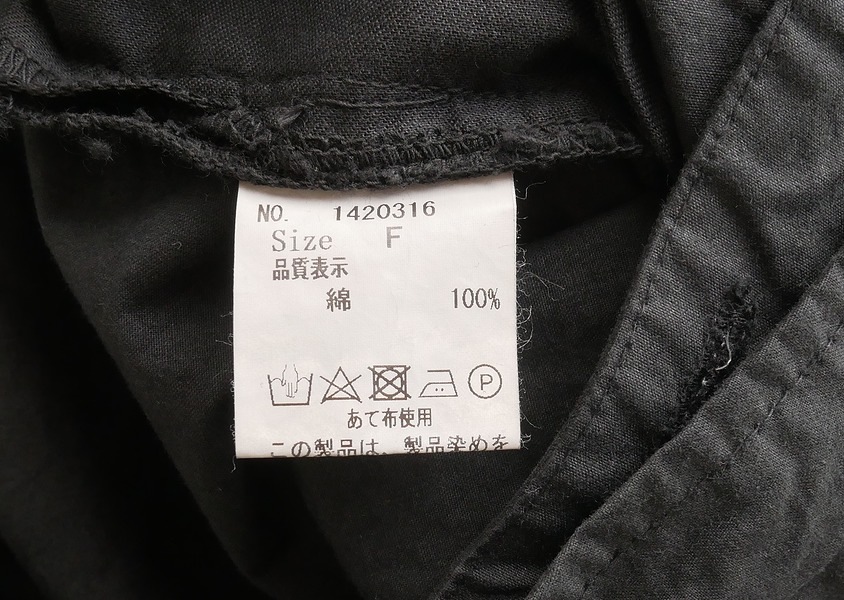 NO. 1420316
Size F
品質表示
綿 100%
P
あて布使用
この製品は、製品染めを